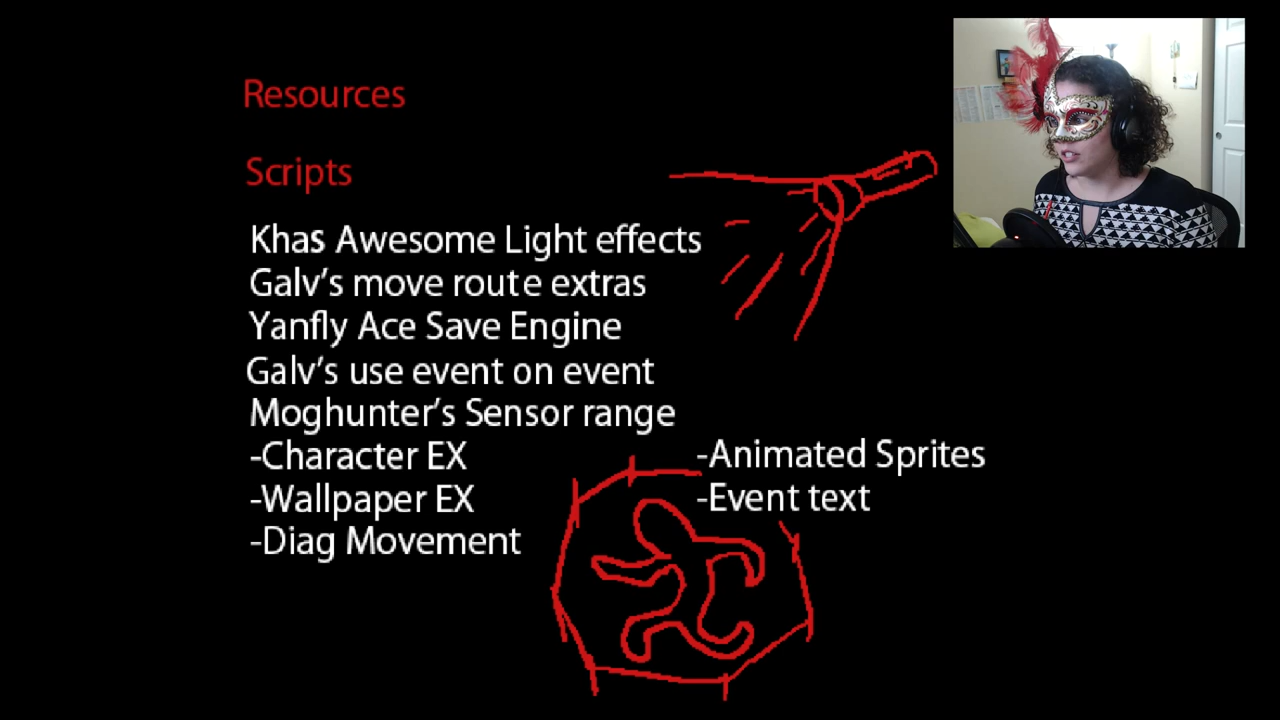 Resources
Scripts
Khas Awesome Light effects
Galv's move route extras
Yanfly Ace Save Engine
Galv's use event on event
Moghunter's Sensor range
-Character EX
-Animated Sprites
-Wallpaper EX
-Event text
-Diag Movement